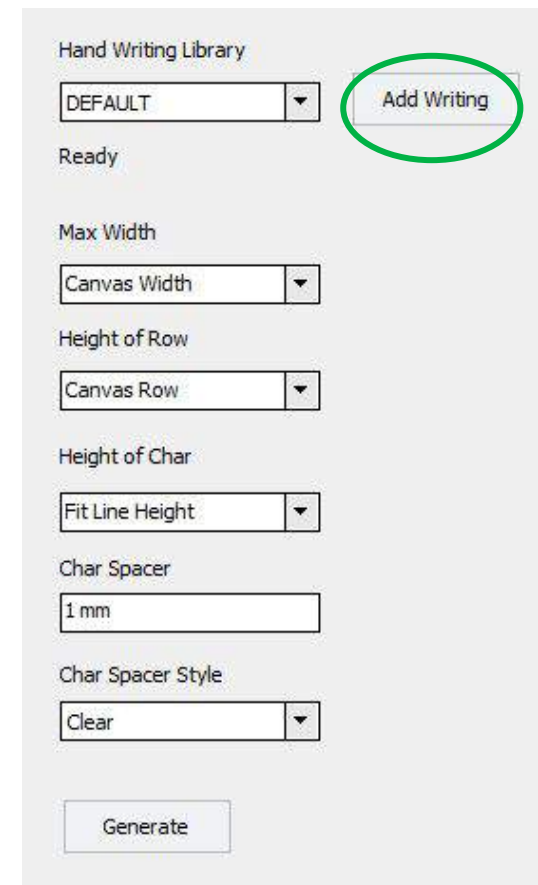 Hand Writing Library
DEFAULT Add Writing
Ready
Max Width
Canvas Width
Height of Row
Canvas Row
Height of Char
Fit Line Height
Char Spacer
1 mm
Char Spacer Style
Clear
Generate